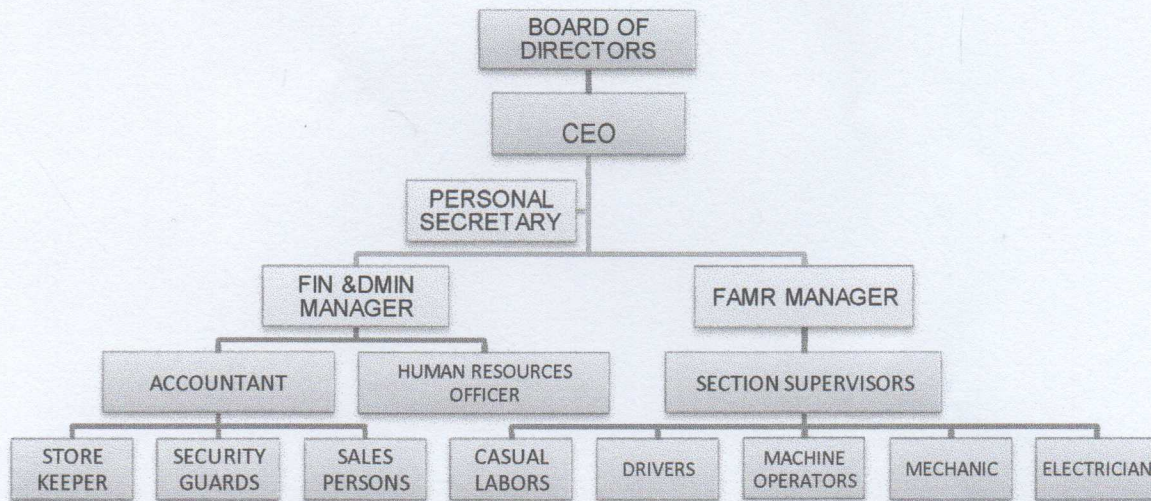 BOARD OF
DIRECTORS
CEO
PERSONAL
SECRETARY
FIN &DMIN
MANAGER
FAMR MANAGER
ACCOUNTANT
HUMAN RESOURCES
OFFICER
SECTION SUPERVISORS
STORE
KEEPER
SECURITY
GUARDS
SALES
PERSONS
CASUAL
LABORS
DRIVERS
MACHINE
OPERATORS
MECHANIC
ELECTRICIAN